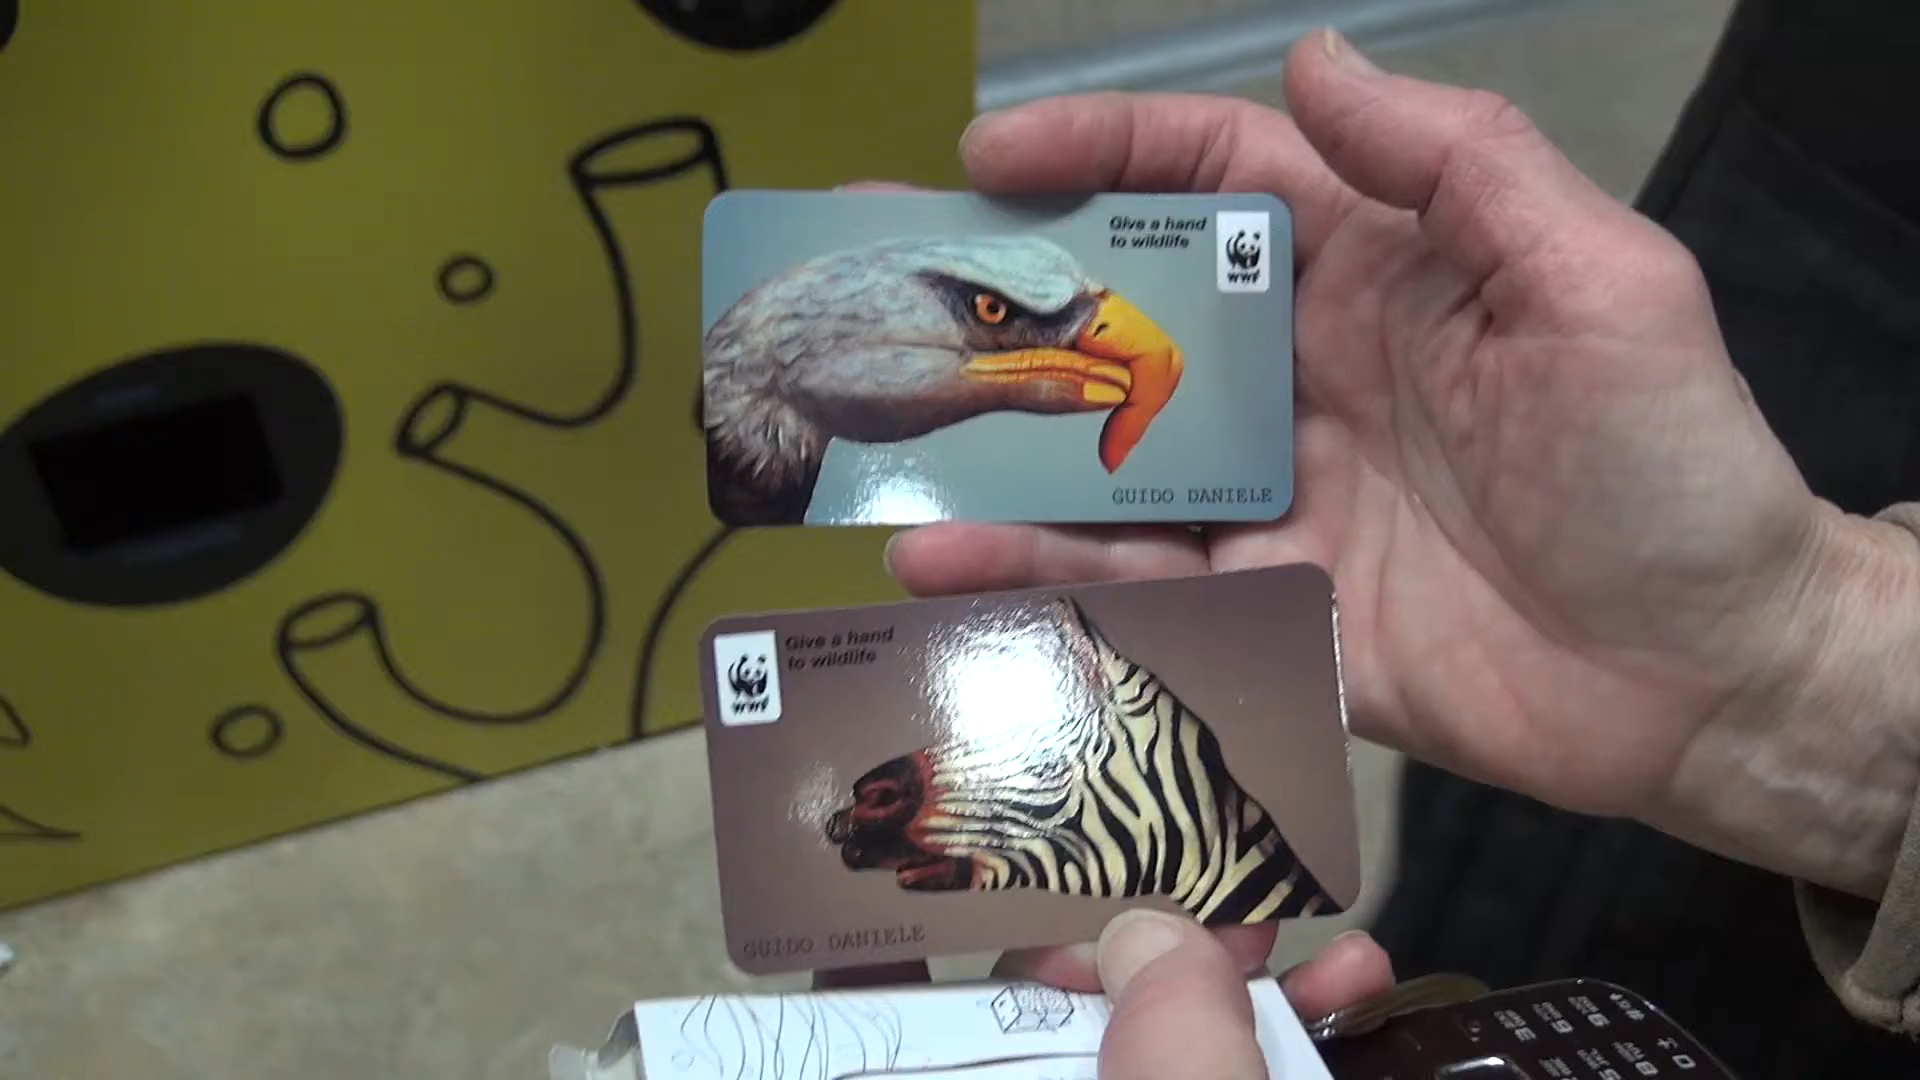 Give a hand
to wildlife
WWF
GUIDO DANIELE
WWF
Give a hand
to wildlife
GUIDO DANIELE